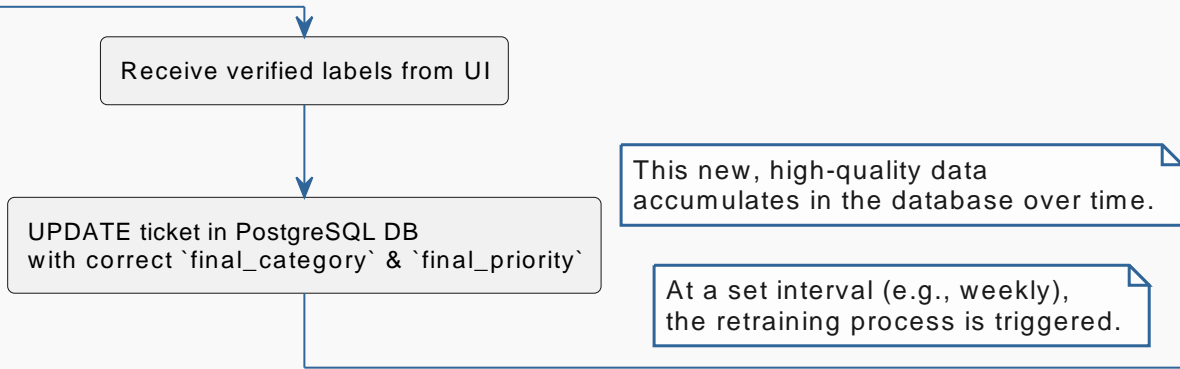 Receive verified labels from UI
UPDATE ticket in PostgreSQL DB
with correct `final_category` & `final_priority`
This new, high-quality data
accumulates in the database over time.
At a set interval (e.g., weekly),
the retraining process is triggered.